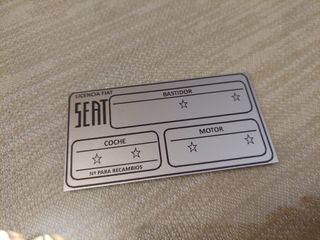 LICENCIA FIAT
SEAT
BASTIDOR
COCHE
MOTOR
Nº PARA RECAMBIOS